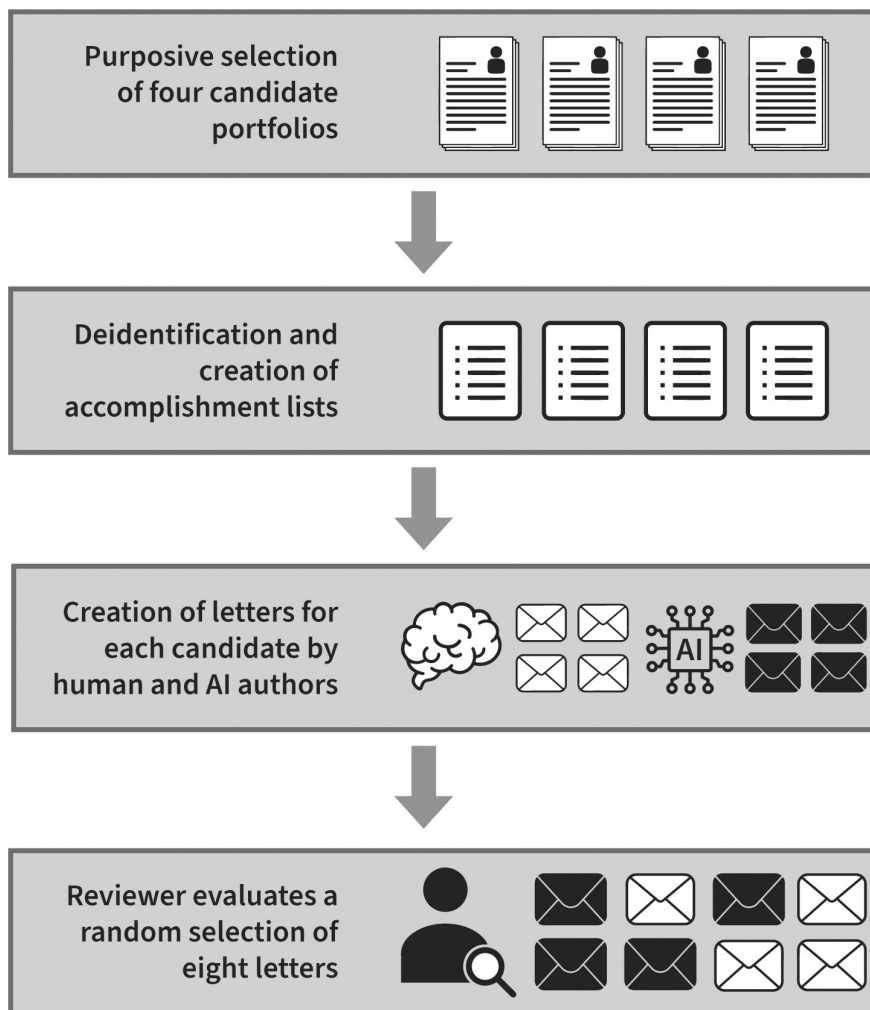 Purposive selection
of four candidate
portfolios
Deidentification and
creation of
accomplishment lists
Creation of letters for
each candidate by
human and AI authors
AI
Reviewer evaluates a
random selection of
eight letters